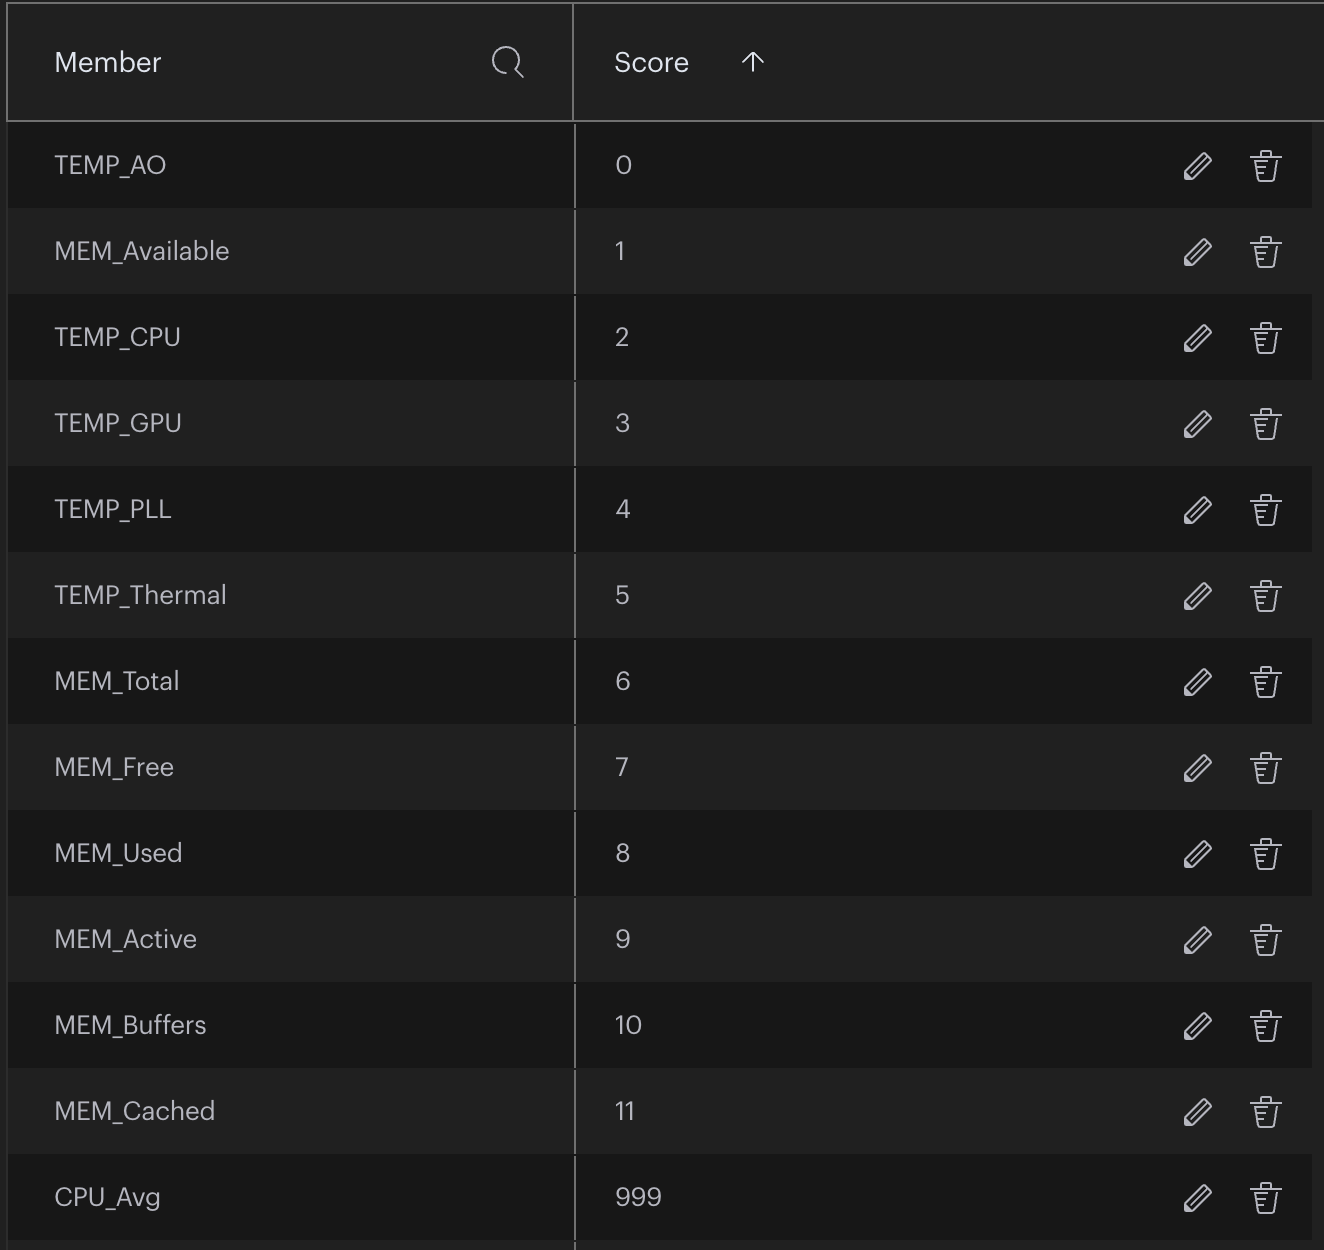 Member Score
TEMP_AO 0
MEM_Available 1
TEMP_CPU 2
TEMP_GPU 3
TEMP_PLL 4
TEMP_Thermal 5
MEM_Total 6
MEM_Free 7
MEM_Used 8
MEM_Active 9
MEM_Buffers 10
MEM_Cached 11
CPU_Avg 999